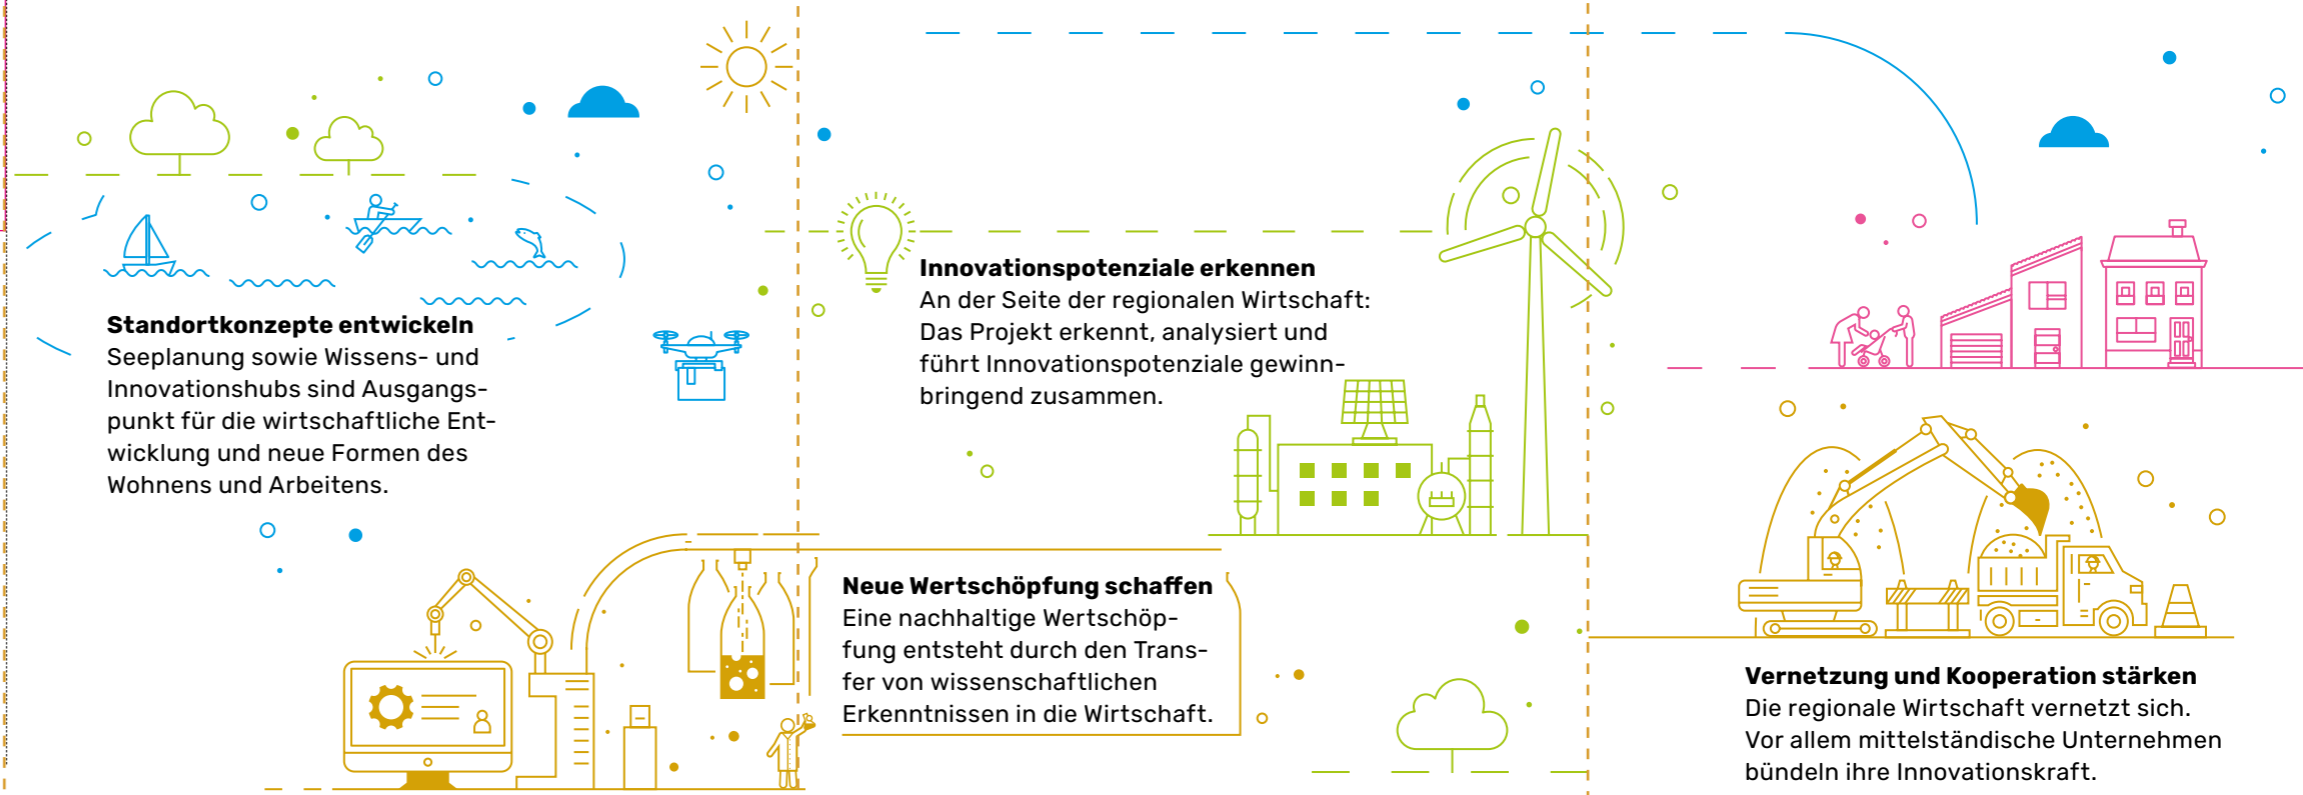 Standortkonzepte entwickeln
Seeplanung sowie Wissens- und
Innovationshubs sind Ausgangs-
punkt für die wirtschaftliche Ent-
wicklung und neue Formen des
Wohnens und Arbeitens.
Innovationspotenziale erkennen
An der Seite der regionalen Wirtschaft:
Das Projekt erkennt, analysiert und
führt Innovationspotenziale gewinn-
bringend zusammen.
Neue Wertschöpfung schaffen
Eine nachhaltige Wertschöp-
fung entsteht durch den Trans-
fer von wissenschaftlichen
Erkenntnissen in die Wirtschaft.
Vernetzung und Kooperation stärken
Die regionale Wirtschaft vernetzt sich.
Vor allem mittelständische Unternehmen
bündeln ihre Innovationskraft.